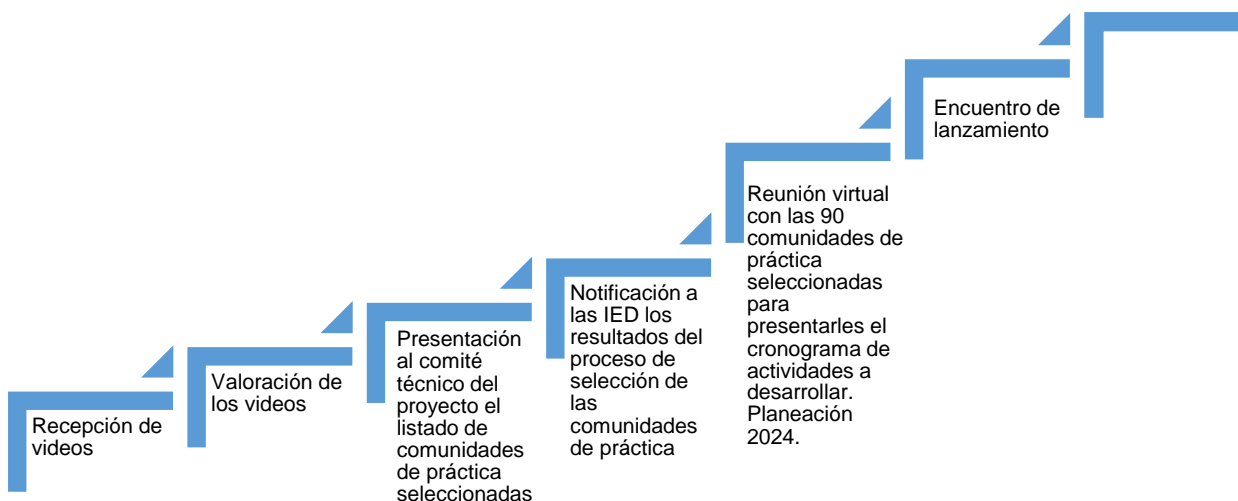 Recepción de
videos
Valoración de
los videos
Presentación
al comité
técnico del
proyecto el
listado de
comunidades
de práctica
seleccionadas
Notificación a
las IED los
resultados del
proceso de
selección de
las
comunidades
de práctica
Reunión virtual
con las 90
comunidades de
práctica
seleccionadas
para
presentarles el
cronograma de
actividades a
desarrollar.
Planeación
2024.
Encuentro de
lanzamiento